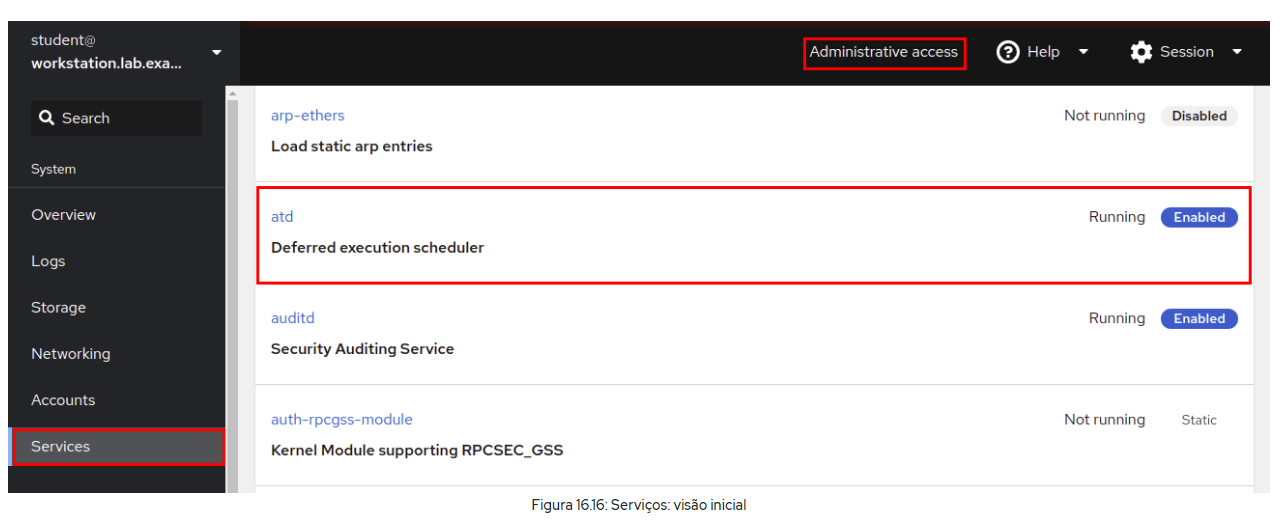 student@
workstation.lab.exa...
Administrative access
Help
Session
Search
System
Overview
Logs
Storage
Networking
Accounts
Services
arp-ethers
Not running
Disabled
Load static arp entries
atd
Running
Enabled
Deferred execution scheduler
auditd
Running
Enabled
Security Auditing Service
auth-rpcgss-module
Not running
Static
Kernel Module supporting RPCSEC_GSS
Figura 16.16: Serviços: visão inicial